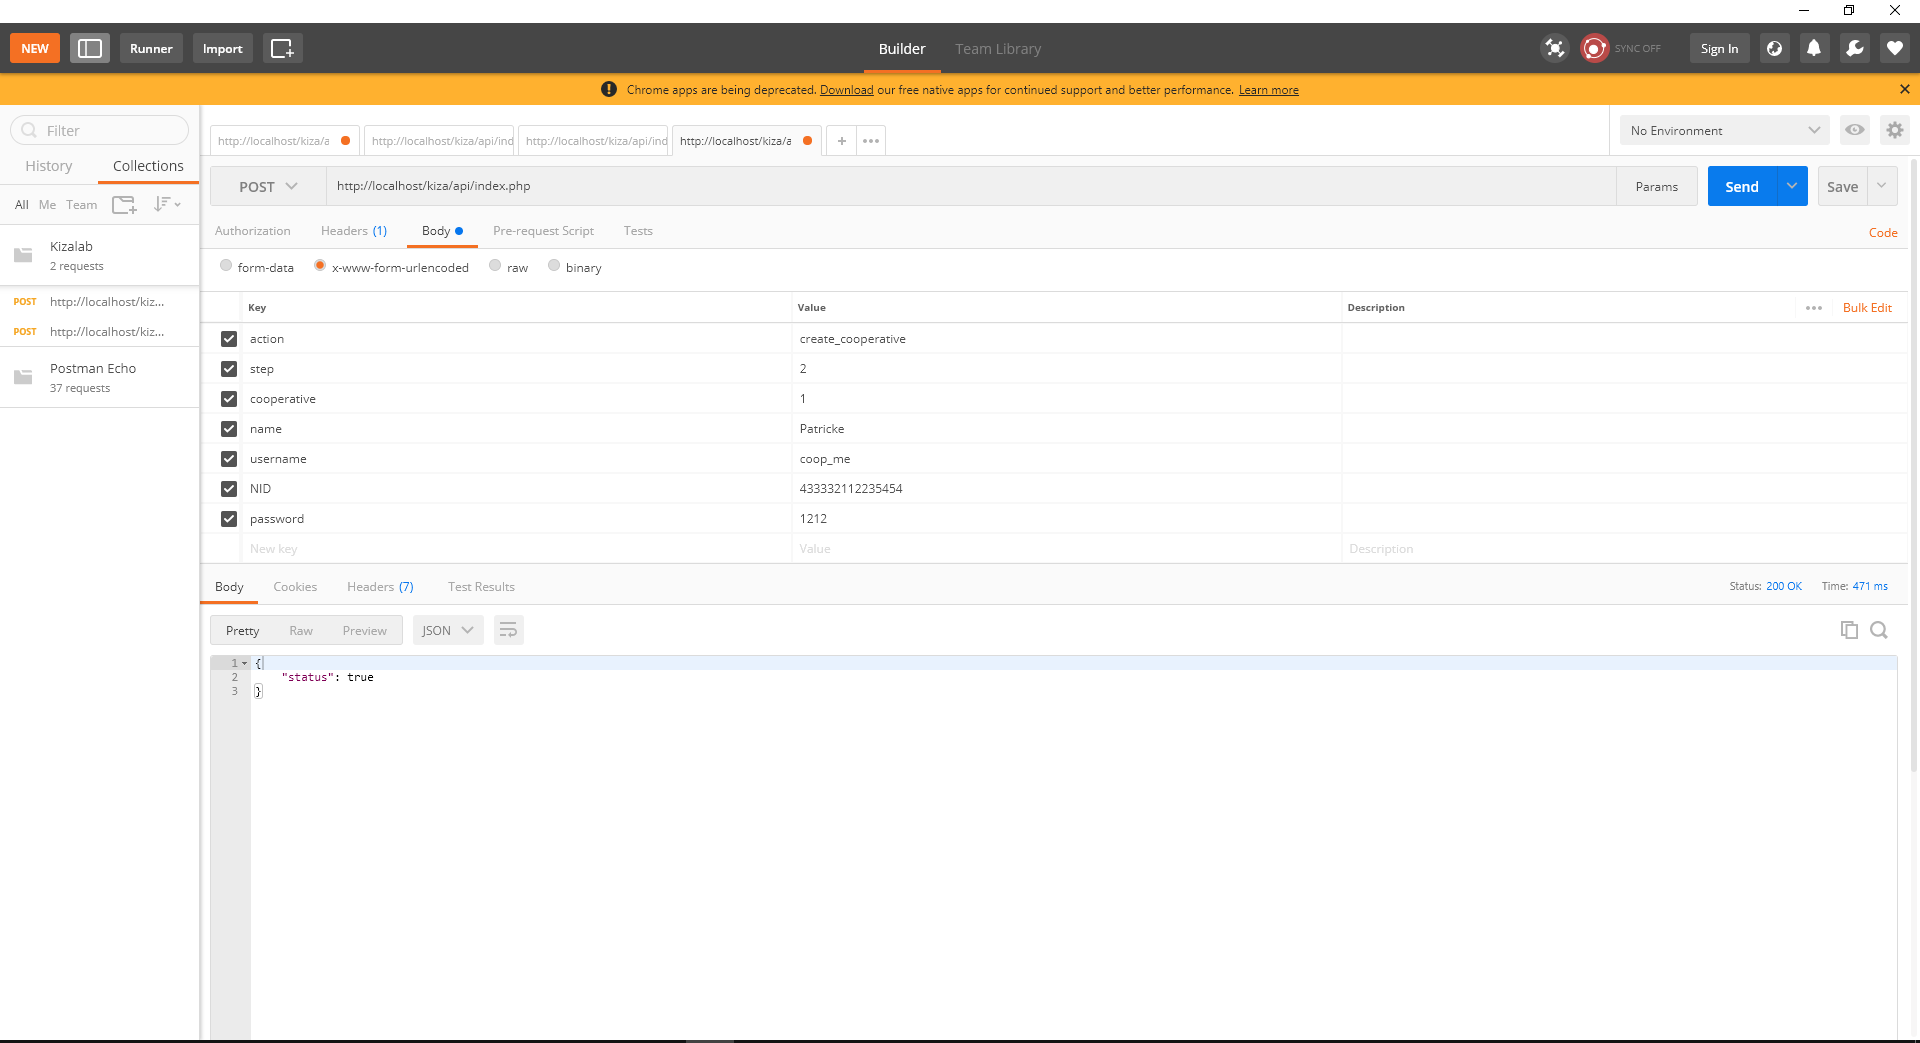 NEW Runner Import Builder Team Library SYNC OFF Sign In
Chrome apps are being deprecated. Download our free native apps for continued support and better performance. Learn more
Filter
History Collections
All Me Team
Kizalab
2 requests
POST http://localhost/kiz...
POST http://localhost/kiz...
Postman Echo
37 requests
http://localhost/kiza/a http://localhost/kiza/api/ind http://localhost/kiza/api/ind http://localhost/kiza/a + ••• No Environment
POST http://localhost/kiza/api/index.php Params Send Save
Authorization Headers (1) Body Pre-request Script Tests Code
form-data x-www-form-urlencoded raw binary
Key Value Description ••• Bulk Edit
action create_cooperative
step 2
cooperative 1
name Patricke
username coop_me
NID 433332112235454
password 1212
New key Value Description
Body Cookies Headers (7) Test Results Status: 200 OK Time: 471 ms
Pretty Raw Preview JSON
1 {
2 "status": true
3 }